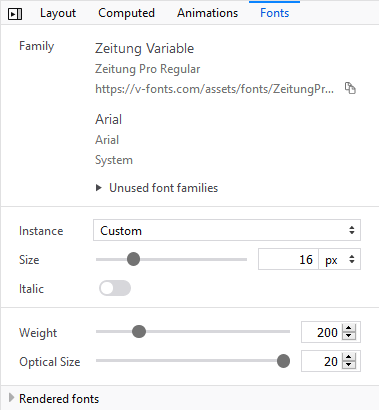 Layout Computed Animations Fonts
Family Zeitung Variable
Zeitung Pro Regular
https://v-fonts.com/assets/fonts/ZeitungPr...
Arial
Arial
System
Unused font families
Instance Custom
Size 16 px
Italic
Weight 200
Optical Size 20
Rendered fonts